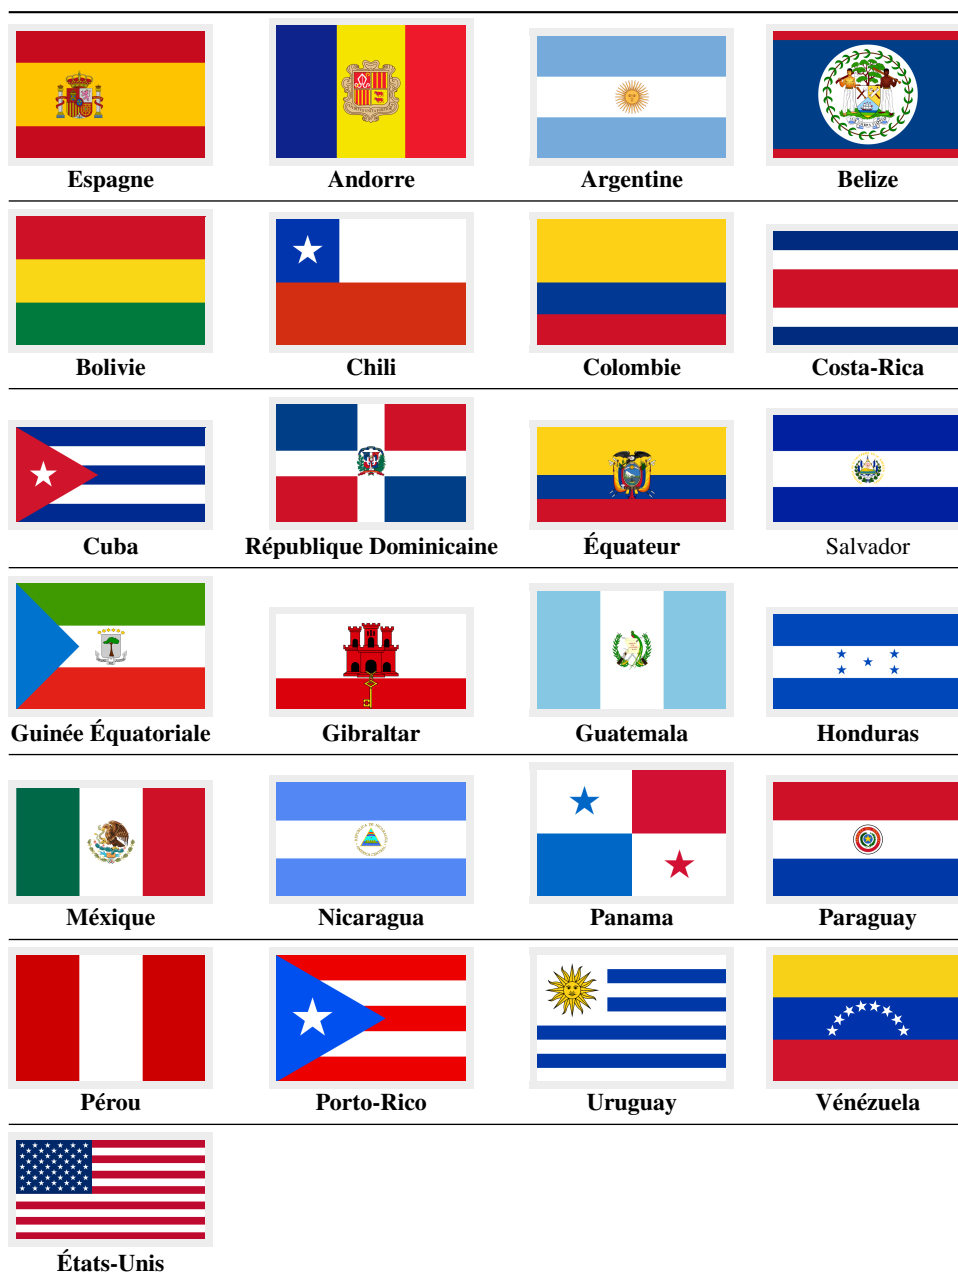 Espagne Andorre Argentine Belize
Bolivie Chili Colombie Costa-Rica
Cuba République Dominicaine Équateur Salvador
Guinée Équatoriale Gibraltar Guatemala Honduras
Méxique Nicaragua Panama Paraguay
Pérou Porto-Rico Uruguay Vénézuela
États-Unis